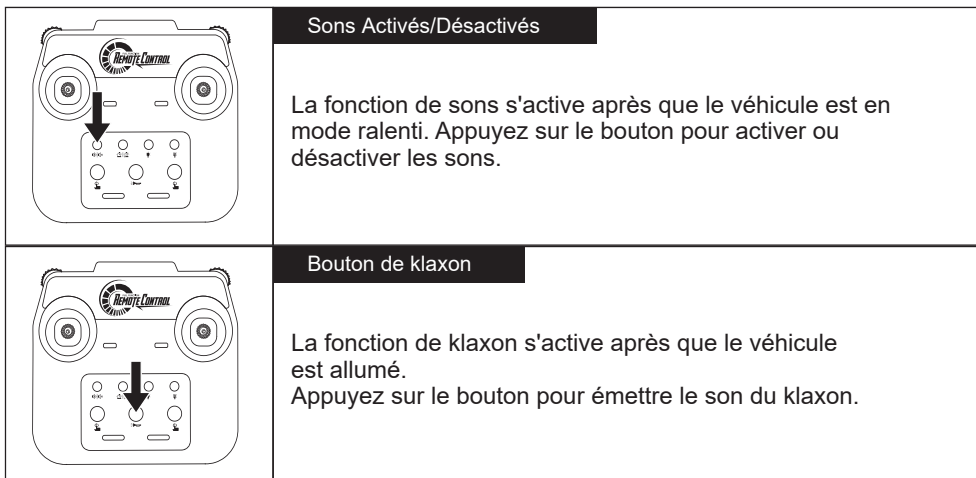 REMOTE CONTROL
Sons Activés/Désactivés
La fonction de sons s'active après que le véhicule est en
mode ralenti. Appuyez sur le bouton pour activer ou
désactiver les sons.
REMOTE CONTROL
Bouton de klaxon
La fonction de klaxon s'active après que le véhicule
est allumé.
Appuyez sur le bouton pour émettre le son du klaxon.